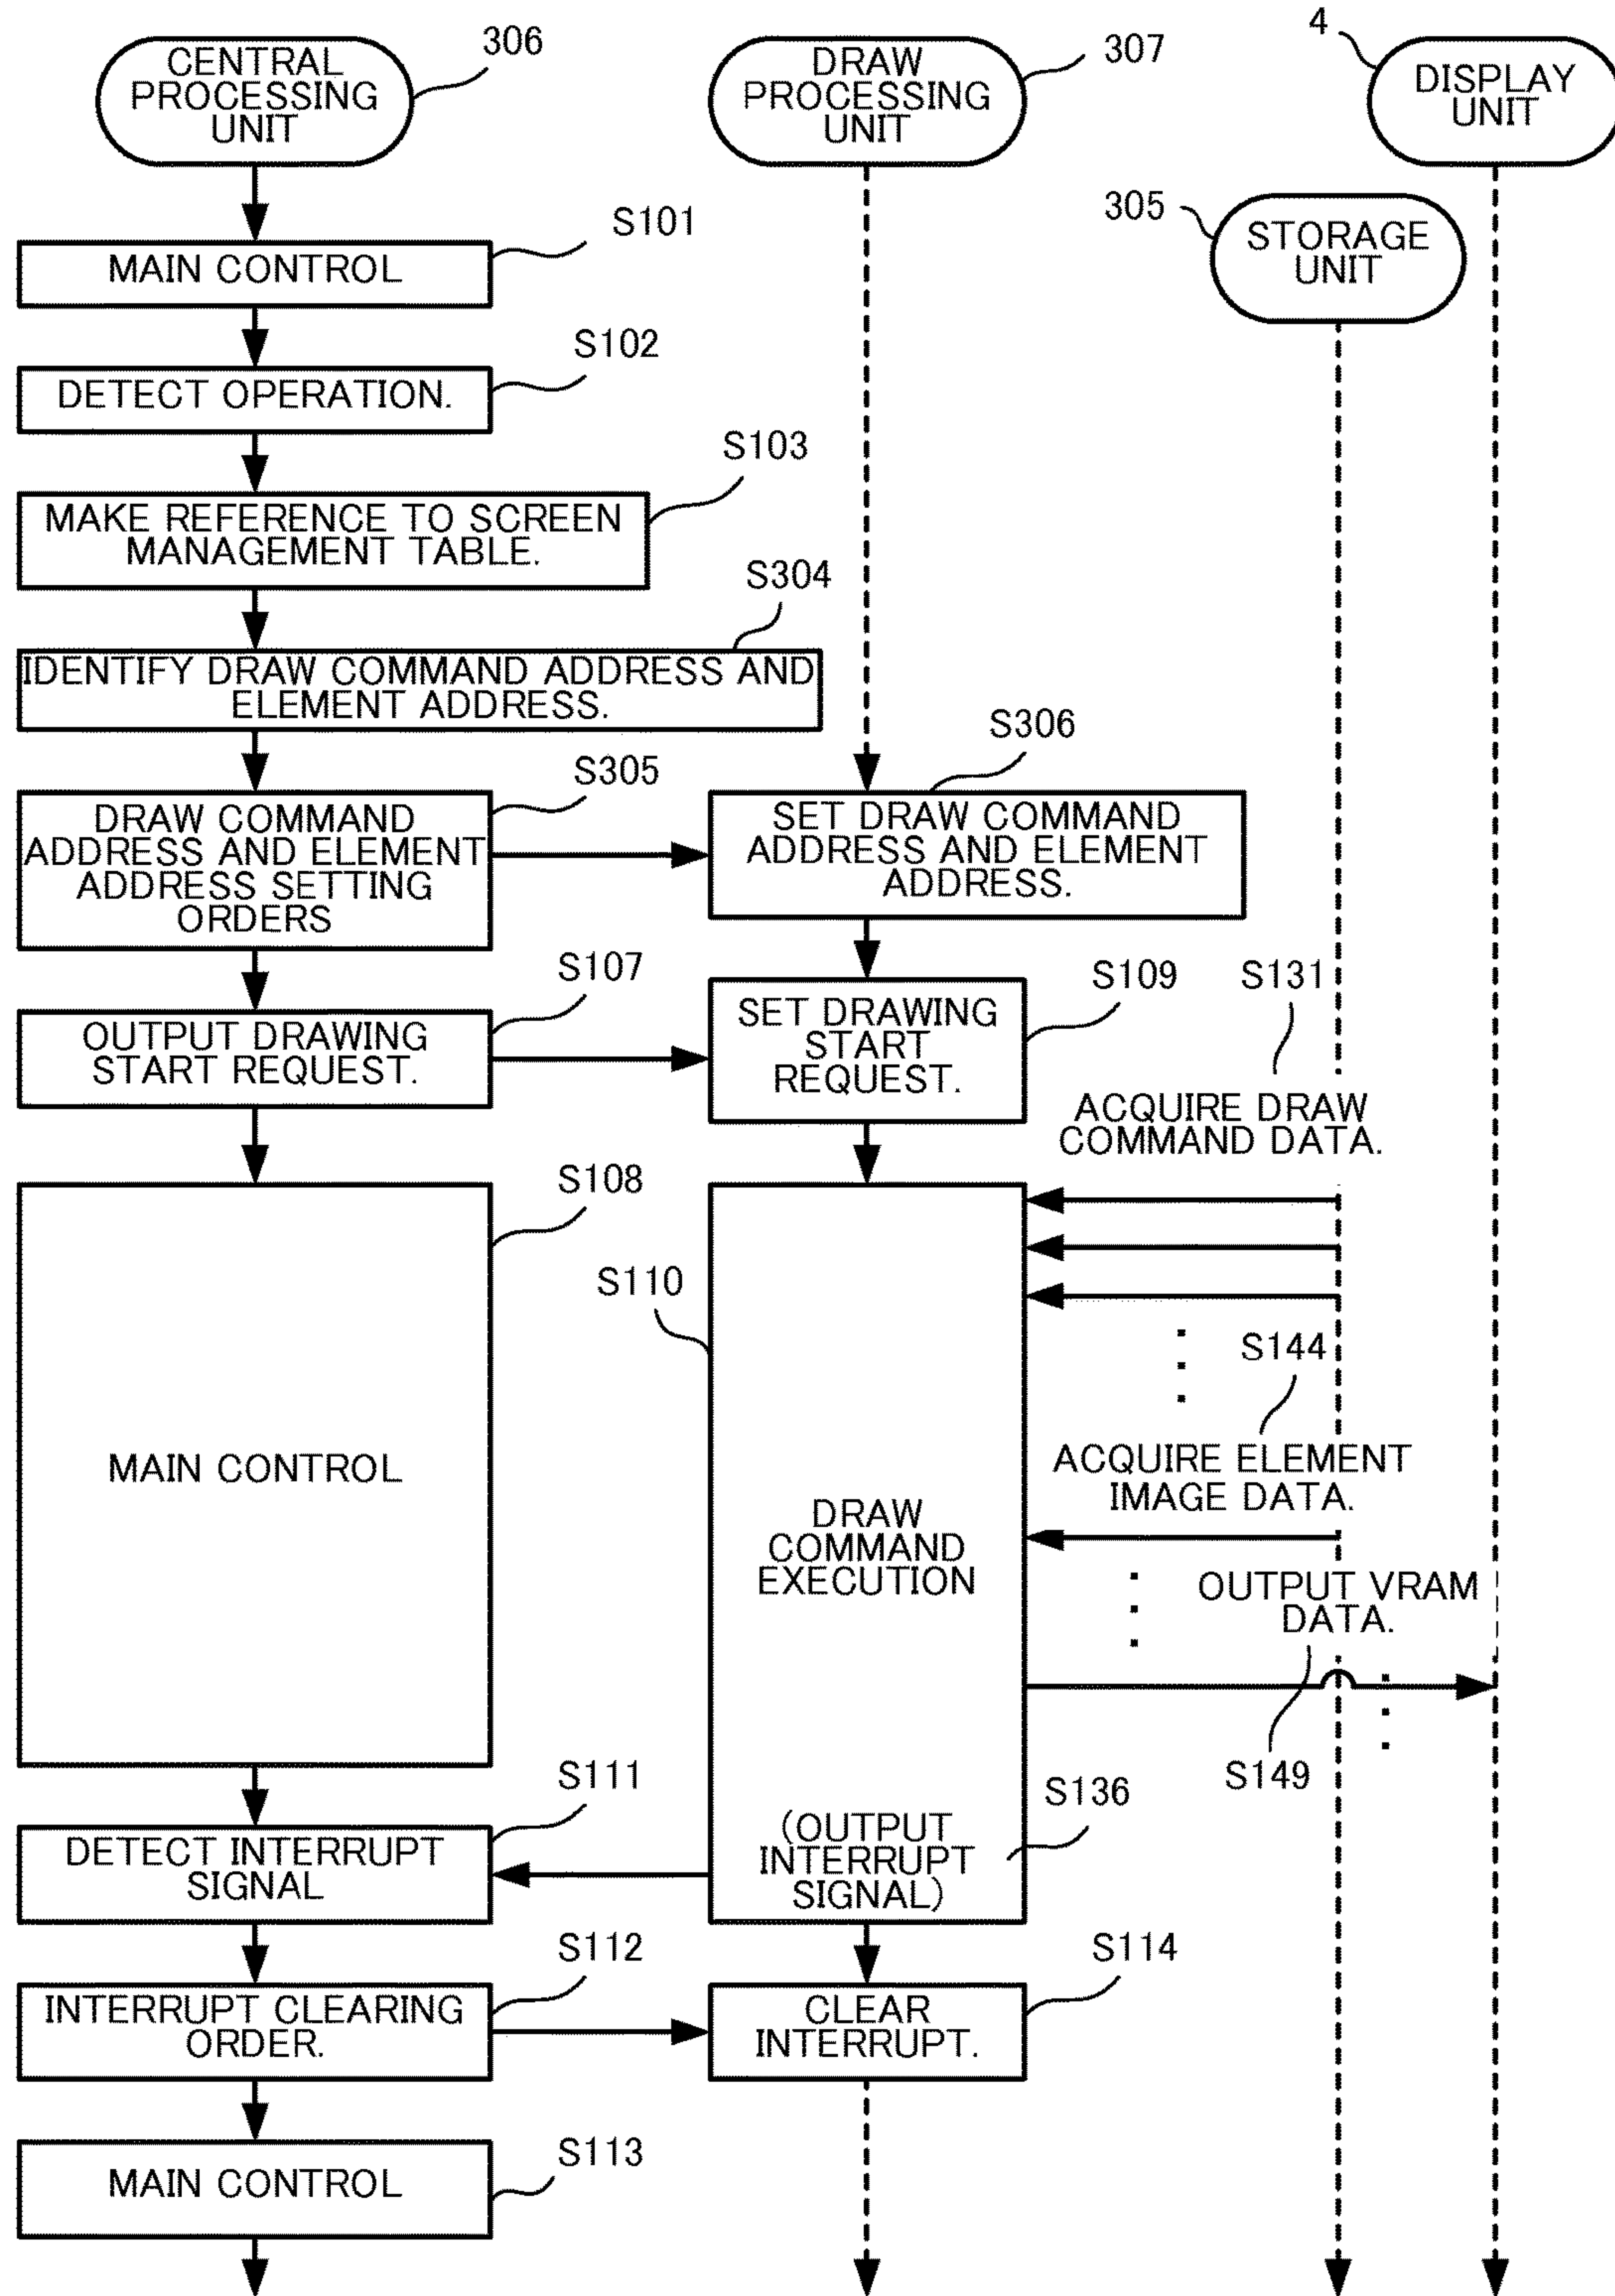 CENTRAL
PROCESSING
UNIT
306
DRAW
PROCESSING
UNIT
307
4
DISPLAY
UNIT
305
STORAGE
UNIT
S101
MAIN CONTROL
S102
DETECT OPERATION.
S103
MAKE REFERENCE TO SCREEN
MANAGEMENT TABLE.
S304
IDENTIFY DRAW COMMAND ADDRESS AND
ELEMENT ADDRESS.
S305
DRAW COMMAND
ADDRESS AND ELEMENT
ADDRESS SETTING
ORDERS
S306
SET DRAW COMMAND
ADDRESS AND ELEMENT
ADDRESS.
S107
OUTPUT DRAWING
START REQUEST.
S109
SET DRAWING
START
REQUEST.
S131
ACQUIRE DRAW
COMMAND DATA.
S108
MAIN CONTROL
S110
DRAW
COMMAND
EXECUTION
S144
ACQUIRE ELEMENT
IMAGE DATA.
OUTPUT VRAM
DATA.
S149
S136
(OUTPUT
INTERRUPT
SIGNAL)
S111
DETECT INTERRUPT
SIGNAL
S112
INTERRUPT CLEARING
ORDER.
S114
CLEAR
INTERRUPT.
S113
MAIN CONTROL